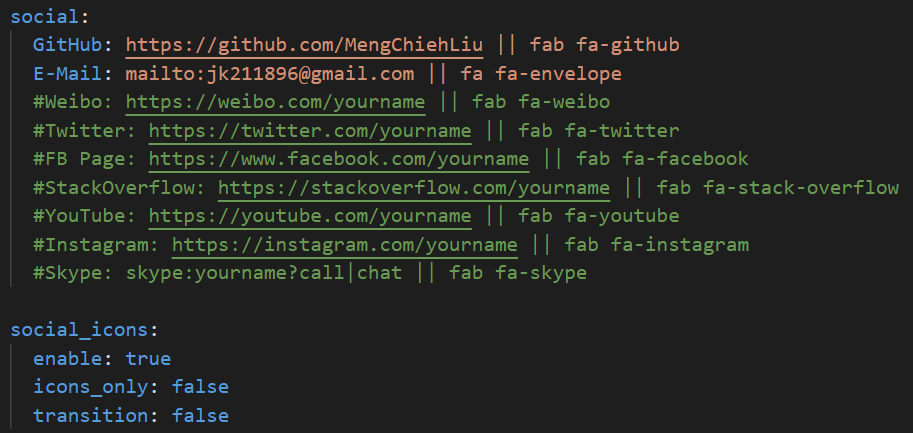 social:
  GitHub: https://github.com/MengChiehLiu || fab fa-github
  E-Mail: mailto:jk211896@gmail.com || fa fa-envelope
  #Weibo: https://weibo.com/yourname || fab fa-weibo
  #Twitter: https://twitter.com/yourname || fab fa-twitter
  #FB Page: https://www.facebook.com/yourname || fab fa-facebook
  #StackOverflow: https://stackoverflow.com/yourname || fab fa-stack-overflow
  #YouTube: https://youtube.com/yourname || fab fa-youtube
  #Instagram: https://instagram.com/yourname || fab fa-instagram
  #Skype: skype:yourname?call|chat || fab fa-skype

social_icons:
  enable: true
  icons_only: false
  transition: false